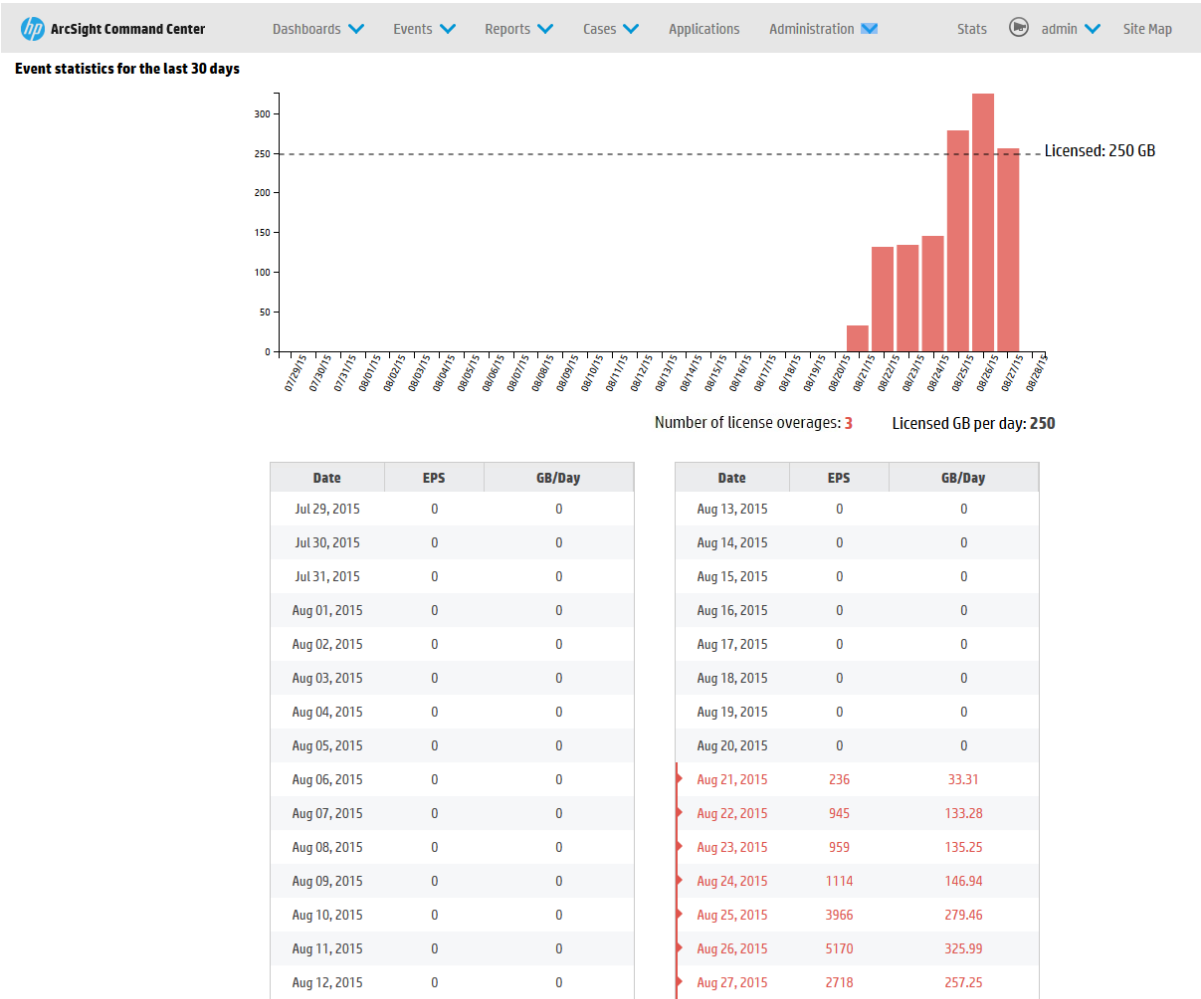 hp ArcSight Command Center Dashboards Events Reports Cases Applications Administration Stats admin Site Map
Event statistics for the last 30 days
300
250
200
150
100
50
0
Licensed: 250 GB
07/29/15 07/30/15 07/31/15 08/01/15 08/02/15 08/03/15 08/04/15 08/05/15 08/06/15 08/07/15 08/08/15 08/09/15 08/10/15 08/11/15 08/12/15 08/13/15 08/14/15 08/15/15 08/16/15 08/17/15 08/18/15 08/19/15 08/20/15 08/21/15 08/22/15 08/23/15 08/24/15 08/25/15 08/26/15 08/27/15 08/28/15
Number of license overages: 3 Licensed GB per day: 250
Date EPS GB/Day
Jul 29, 2015 0 0
Jul 30, 2015 0 0
Jul 31, 2015 0 0
Aug 01, 2015 0 0
Aug 02, 2015 0 0
Aug 03, 2015 0 0
Aug 04, 2015 0 0
Aug 05, 2015 0 0
Aug 06, 2015 0 0
Aug 07, 2015 0 0
Aug 08, 2015 0 0
Aug 09, 2015 0 0
Aug 10, 2015 0 0
Aug 11, 2015 0 0
Aug 12, 2015 0 0
Date EPS GB/Day
Aug 13, 2015 0 0
Aug 14, 2015 0 0
Aug 15, 2015 0 0
Aug 16, 2015 0 0
Aug 17, 2015 0 0
Aug 18, 2015 0 0
Aug 19, 2015 0 0
Aug 20, 2015 0 0
Aug 21, 2015 236 33.31
Aug 22, 2015 945 133.28
Aug 23, 2015 959 135.25
Aug 24, 2015 1114 146.94
Aug 25, 2015 3966 279.46
Aug 26, 2015 5170 325.99
Aug 27, 2015 2718 257.25